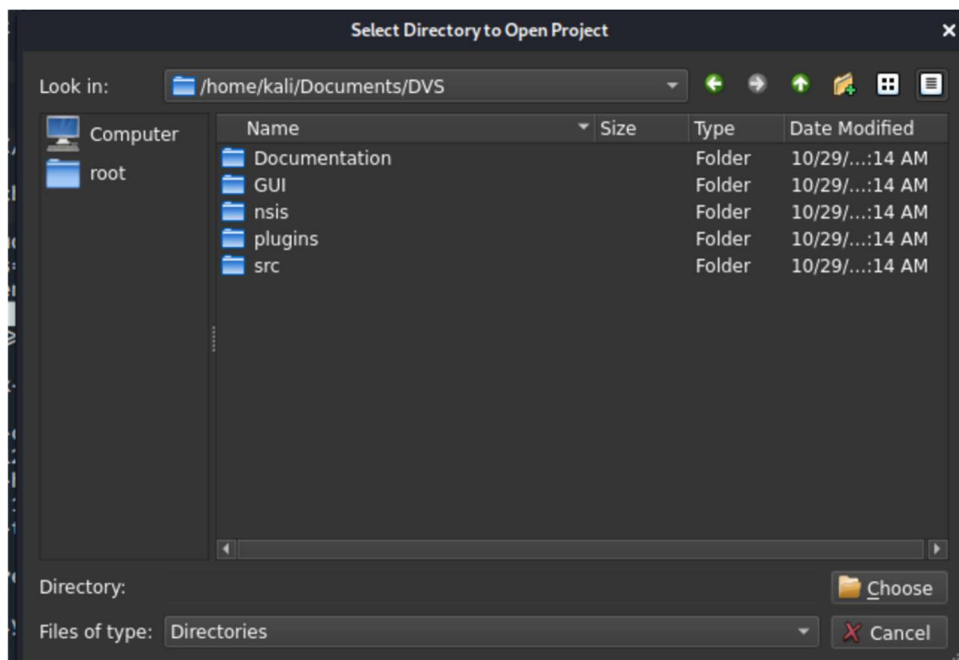 Select Directory to Open Project
Look in: /home/kali/Documents/DVS
Computer
root
Name Size Type Date Modified
Documentation Folder 10/29/...:14 AM
GUI Folder 10/29/...:14 AM
nsis Folder 10/29/...:14 AM
plugins Folder 10/29/...:14 AM
src Folder 10/29/...:14 AM
Directory: Choose
Files of type: Directories Cancel